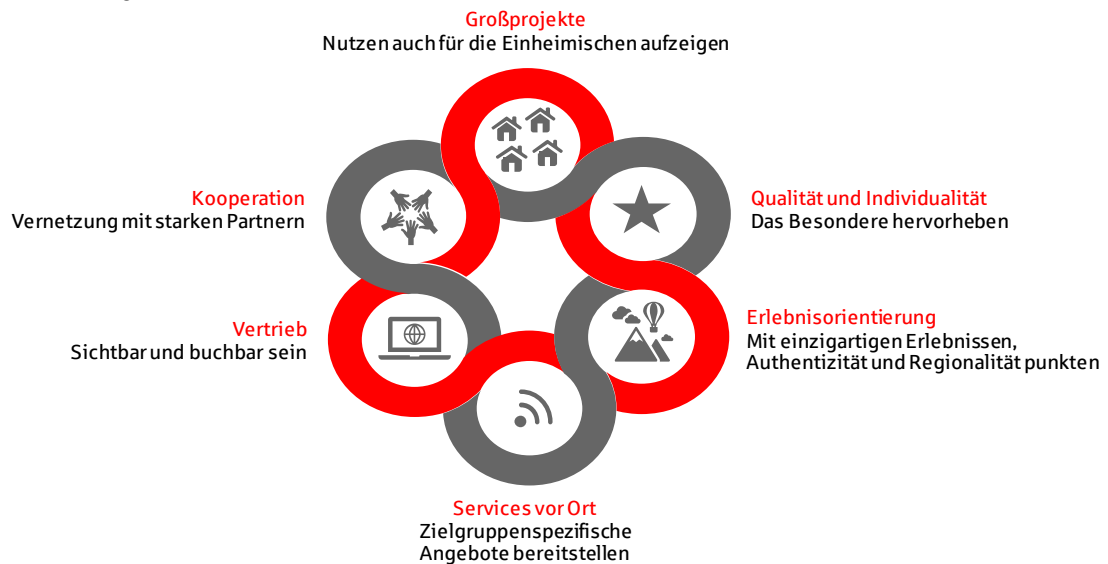 Großprojekte
Nutzen auch für die Einheimischen aufzeigen
Kooperation
Vernetzung mit starken Partnern
Qualität und Individualität
Das Besondere hervorheben
Vertrieb
Sichtbar und buchbar sein
Erlebnisorientierung
Mit einzigartigen Erlebnissen,
Authentizität und Regionalität punkten
Services vor Ort
Zielgruppenspezifische
Angebote bereitstellen